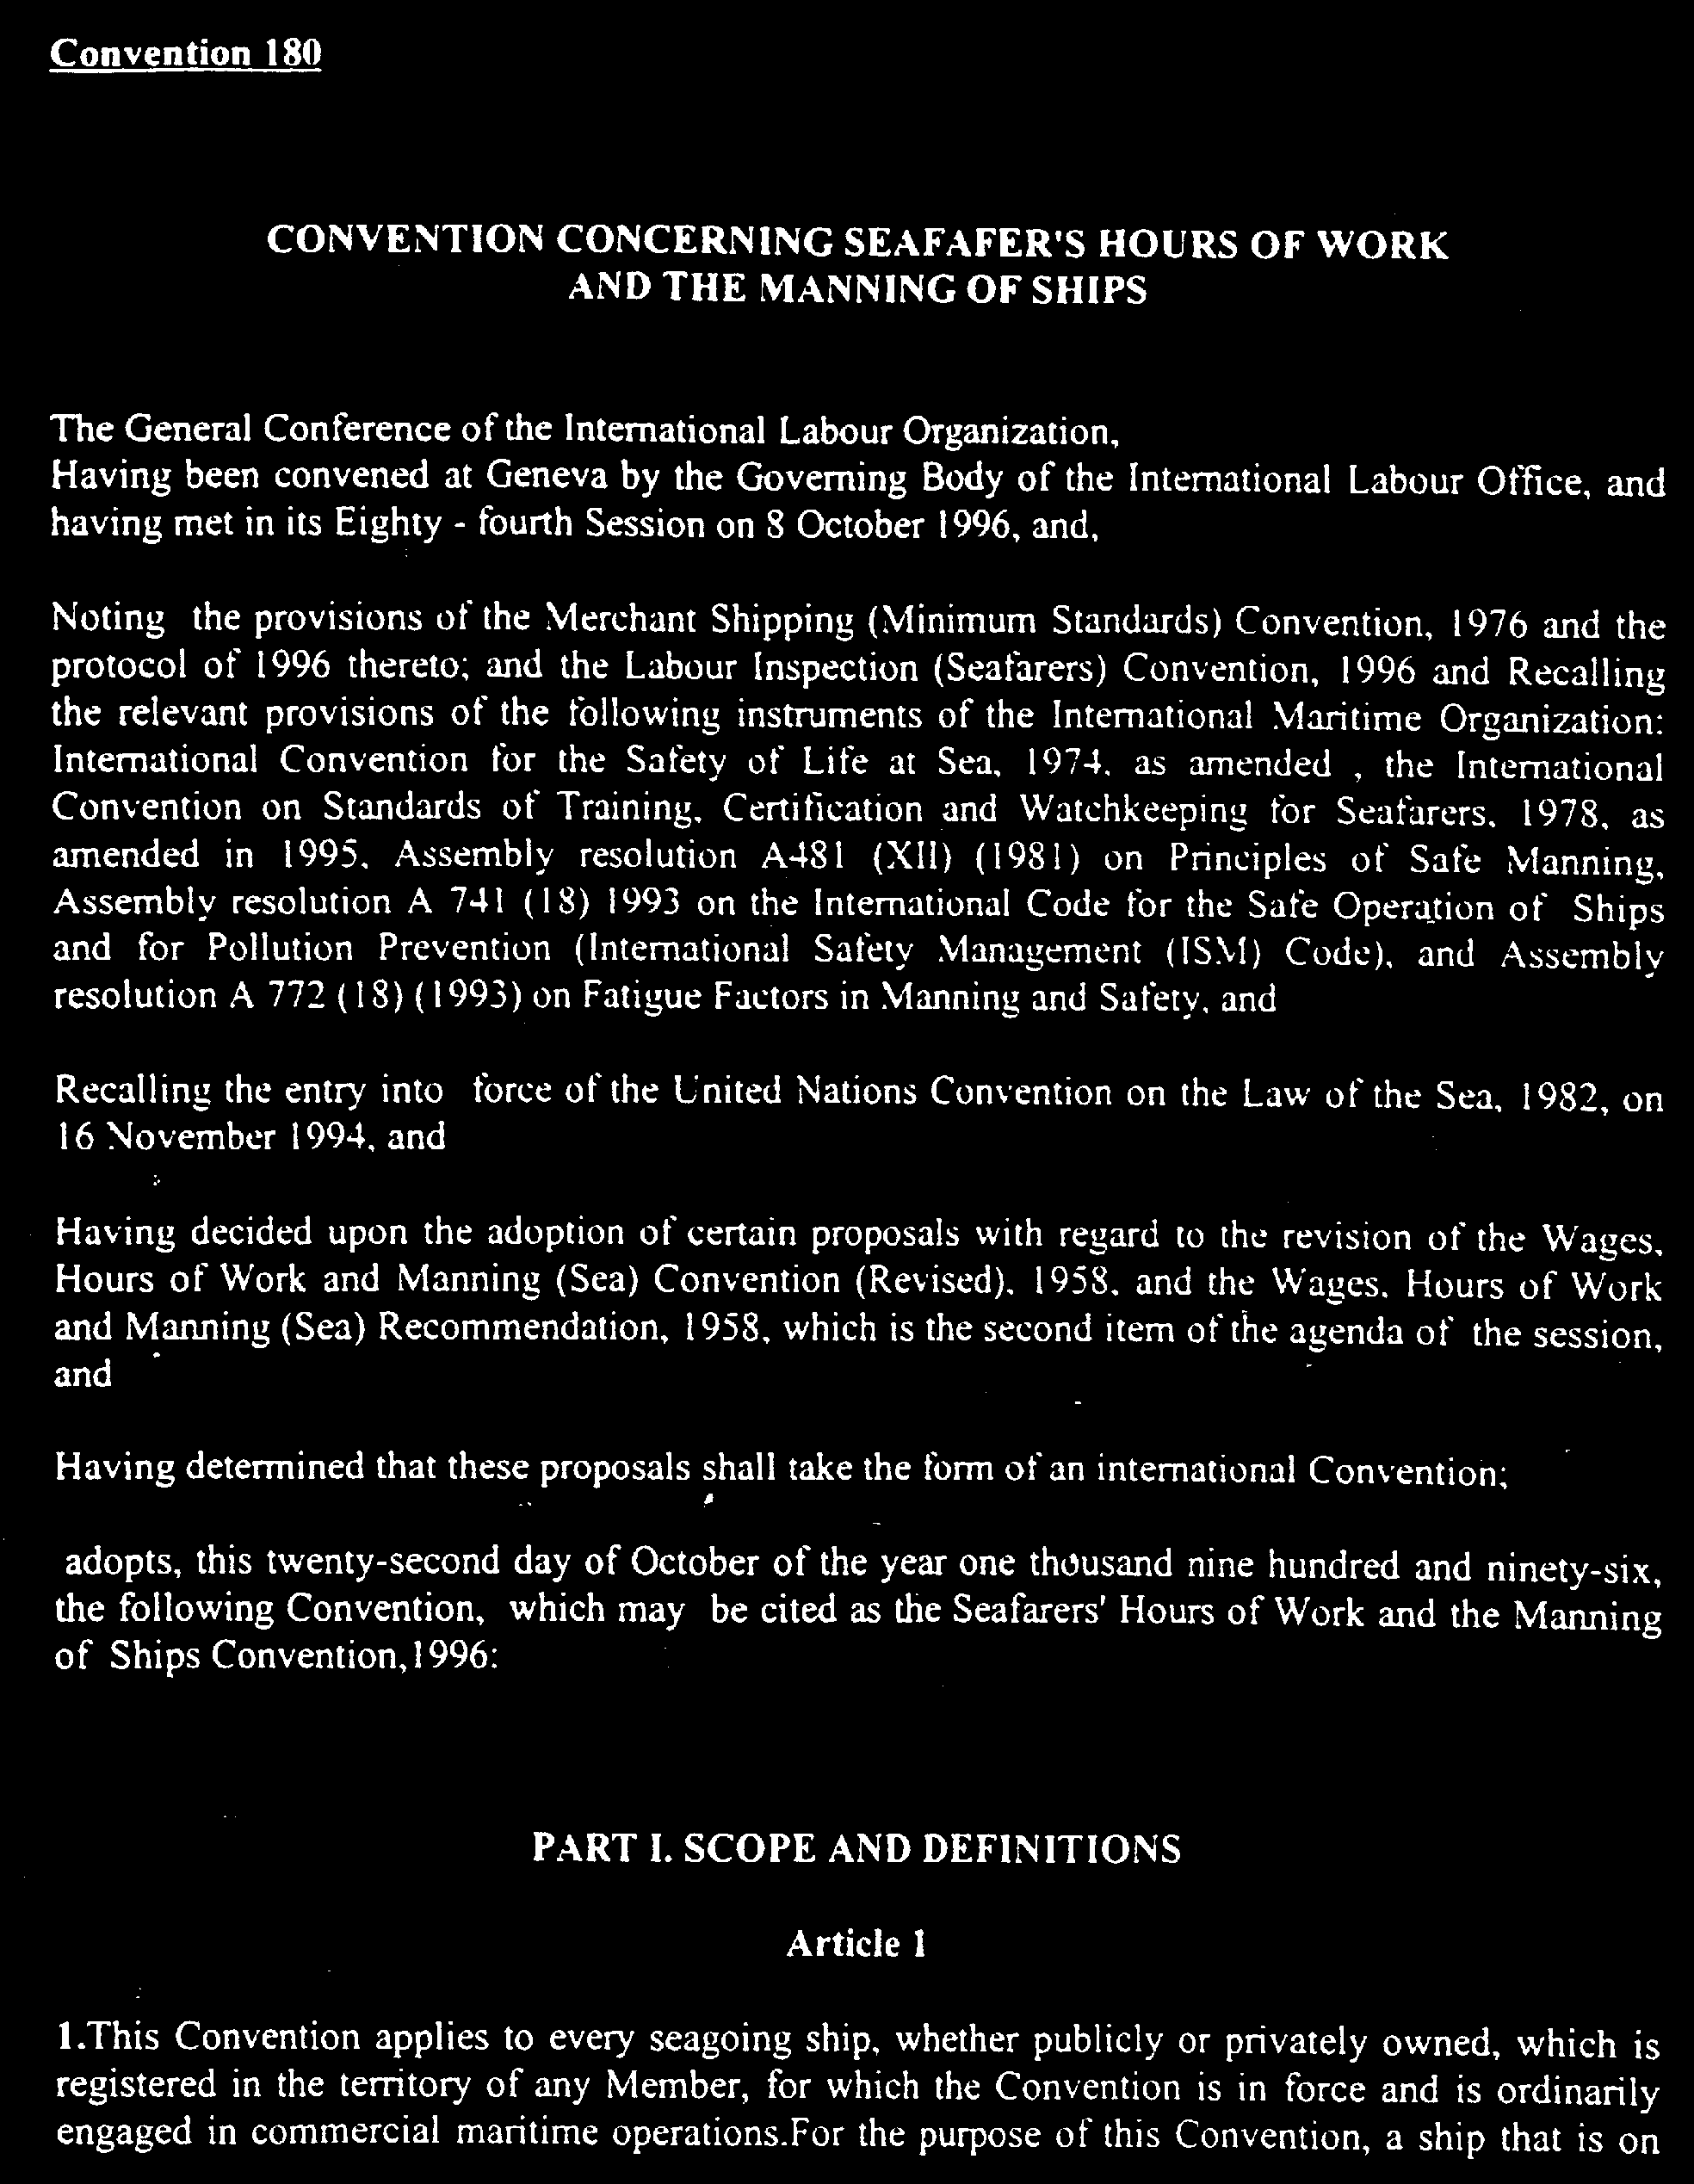 Convention 180
CONVENTION CONCERNING SEAFAFER'S HOURS OF WORK
AND THE MANNING OF SHIPS
The General Conference of the International Labour Organization,
Having been convened at Geneva by the Governing Body of the International Labour Office, and
having met in its Eighty - fourth Session on 8 October 1996, and,
Noting the provisions of the Merchant Shipping (Minimum Standards) Convention, 1976 and the
protocol of 1996 thereto; and the Labour Inspection (Seafarers) Convention, 1996 and Recalling
the relevant provisions of the following instruments of the International Maritime Organization:
International Convention for the Safety of Life at Sea, 1974, as amended , the International
Convention on Standards of Training, Certification and Watchkeeping for Seafarers, 1978, as
amended in 1995, Assembly resolution A481 (XII) (1981) on Principles of Safe Manning,
Assembly resolution A 741 (18) 1993 on the International Code for the Safe Operation of Ships
and for Pollution Prevention (International Safety Management (ISM) Code), and Assembly
resolution A 772 (18) (1993) on Fatigue Factors in Manning and Safety, and
Recalling the entry into force of the United Nations Convention on the Law of the Sea, 1982, on
16 November 1994, and
Having decided upon the adoption of certain proposals with regard to the revision of the Wages,
Hours of Work and Manning (Sea) Convention (Revised), 1958, and the Wages, Hours of Work
and Manning (Sea) Recommendation, 1958, which is the second item of the agenda of the session,
and
Having determined that these proposals shall take the form of an international Convention;
adopts, this twenty-second day of October of the year one thousand nine hundred and ninety-six,
the following Convention, which may be cited as the Seafarers' Hours of Work and the Manning
of Ships Convention,1996:
PART I. SCOPE AND DEFINITIONS
Article 1
1.This Convention applies to every seagoing ship, whether publicly or privately owned, which is
registered in the territory of any Member, for which the Convention is in force and is ordinarily
engaged in commercial maritime operations.For the purpose of this Convention, a ship that is on